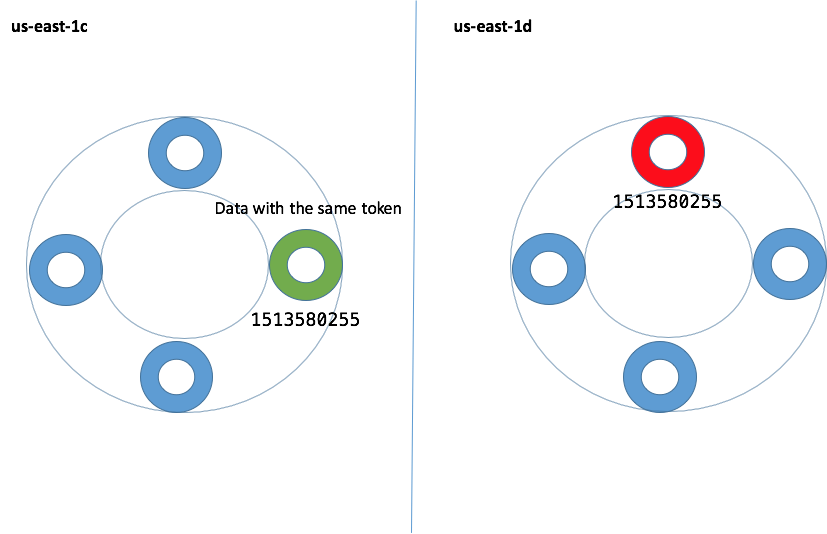 us-east-1c
us-east-1d
Data with the same token
1513580255
1513580255